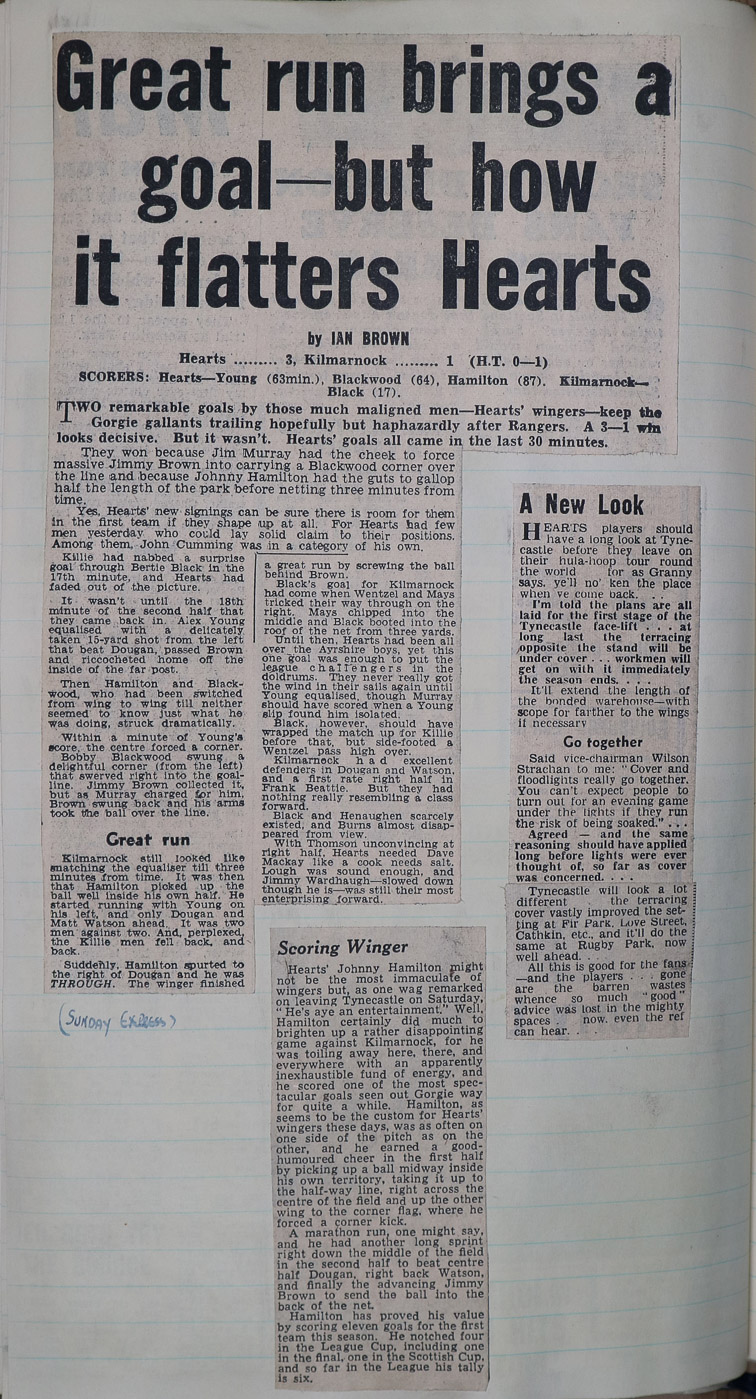 Great run brings a
goal—but how
it flatters Hearts
by IAN BROWN
Hearts ......... 3, Kilmarnock ......... 1 (H.T. 0—1)
SCORERS: Hearts—Young (63min.), Blackwood (64), Hamilton (87). Kilmarnock—
Black (17).
TWO remarkable goals by those much maligned men—Hearts' wingers—keep the
Gorgie gallants trailing hopefully but haphazardly after Rangers. A 3—1 win
looks decisive. But it wasn't. Hearts' goals all came in the last 30 minutes.
They won because Jim Murray had the cheek to force
massive Jimmy Brown into carrying a Blackwood corner over
the line and because Johnny Hamilton had the guts to gallop
half the length of the park before netting three minutes from
time.
Yes, Hearts' new signings can be sure there is room for them
in the first team if they shape up at all. For Hearts had few
men yesterday who could lay solid claim to their positions.
Among them, John Cumming was in a category of his own.
Killie had nabbed a surprise
goal through Bertie Black in the
17th minute, and Hearts had
faded out of the picture.
It wasn't until the 18th
minute of the second half that
they came back in. Alex Young
equalised with a delicately
taken 15-yard shot from the left
that beat Dougan, passed Brown
and riccocheted home off the
inside of the far post.
Then Hamilton and Black-
wood, who had been switched
from wing to wing till neither
seemed to know just what he
was doing, struck dramatically.
Within a minute of Young's
score, the centre forced a corner.
Bobby Blackwood swung a
delightful corner (from the left)
that swerved right into the goal-
line. Jimmy Brown collected it,
but as Murray charged for him,
Brown swung back and his arms
took the ball over the line.
Great run
Kilmarnock still looked like
snatching the equaliser till three
minutes from time. It was then
that Hamilton picked up the
ball well inside his own half. He
started running with Young on
his left, and only Dougan and
Matt Watson ahead. It was two
men against two. And, perplexed,
the Killie men fell back, and
back.
Suddenly, Hamilton spurted to
the right of Dougan and he was
THROUGH. The winger finished
a great run by screwing the ball
behind Brown.
Black's goal for Kilmarnock
had come when Wentzel and Mays
tricked their way through on the
right. Mays chipped into the
middle and Black booted into the
roof of the net from three yards.
Until then, Hearts had been all
over the Ayrshire boys, yet this
one goal was enough to put the
league challengers in the
doldrums. They never really got
the wind in their sails again until
Young equalised, though Murray
should have scored when a Young
slip found him isolated.
Black, however, should have
wrapped the match up for Killie
before that, but side-footed a
Wentzel pass high over.
Kilmarnock had excellent
defenders in Dougan and Watson,
and a first rate right half in
Frank Beattie. But they had
nothing really resembling a class
forward.
Black and Henaughen scarcely
existed, and Burns almost disap-
peared from view.
With Thomson unconvincing at
right half, Hearts needed Dave
Mackay like a cook needs salt.
Lough was sound enough, and
Jimmy Wardhaugh—slowed down
though he is—was still their most
enterprising forward.
(SUNDAY EXPRESS)
Scoring Winger
Hearts' Johnny Hamilton might
not be the most immaculate of
wingers but, as one wag remarked
on leaving Tynecastle on Saturday,
" He's aye an entertainment." Well,
Hamilton certainly did much to
brighten up a rather disappointing
game against Kilmarnock, for he
was toiling away here, there, and
everywhere with an apparently
inexhaustible fund of energy, and
he scored one of the most spec-
tacular goals seen out Gorgie way
for quite a while. Hamilton, as
seems to be the custom for Hearts'
wingers these days, was as often on
one side of the pitch as on the
other, and he earned a good-
humoured cheer in the first half
by picking up a ball midway inside
his own territory, taking it up to
the half-way line, right across the
centre of the field and up the other
wing to the corner flag, where he
forced a corner kick.
A marathon run, one might say,
and he had another long sprint
right down the middle of the field
in the second half to beat centre
half Dougan, right back Watson,
and finally the advancing Jimmy
Brown to send the ball into the
back of the net.
Hamilton has proved his value
by scoring eleven goals for the first
team this season. He notched four
in the League Cup, including one
in the final, one in the Scottish Cup,
and so far in the League his tally
is six.
A New Look
HEARTS players should
have a long look at Tyne-
castle before they leave on
their hula-hoop tour round
the world for as Granny
says, ye'll no' ken the place
when ye come back. . .
I'm told the plans are all
laid for the first stage of the
Tynecastle face-lift . . . at
long last the terracing
opposite the stand will be
under cover . . . workmen will
get on with it immediately
the season ends. . . .
It'll extend the length of
the bonded warehouse—with
scope for farther to the wings
if necessary
Go together
Said vice-chairman Wilson
Strachan to me: "Cover and
floodlights really go together.
You can't expect people to
turn out for an evening game
under the lights if they run
the risk of being soaked." . . .
Agreed — and the same
reasoning should have applied
long before lights were ever
thought of, so far as cover
was concerned. . . .
Tynecastle will look a lot
different the terracing
cover vastly improved the set-
ting at Fir Park, Love Street,
Cathkin, etc., and it'll do the
same at Rugby Park, now
well ahead. . .
All this is good for the fans
—and the players . . . gone
are the barren wastes
whence so much "good"
advice was lost in the mighty
spaces . now. even the ref
can hear. . .